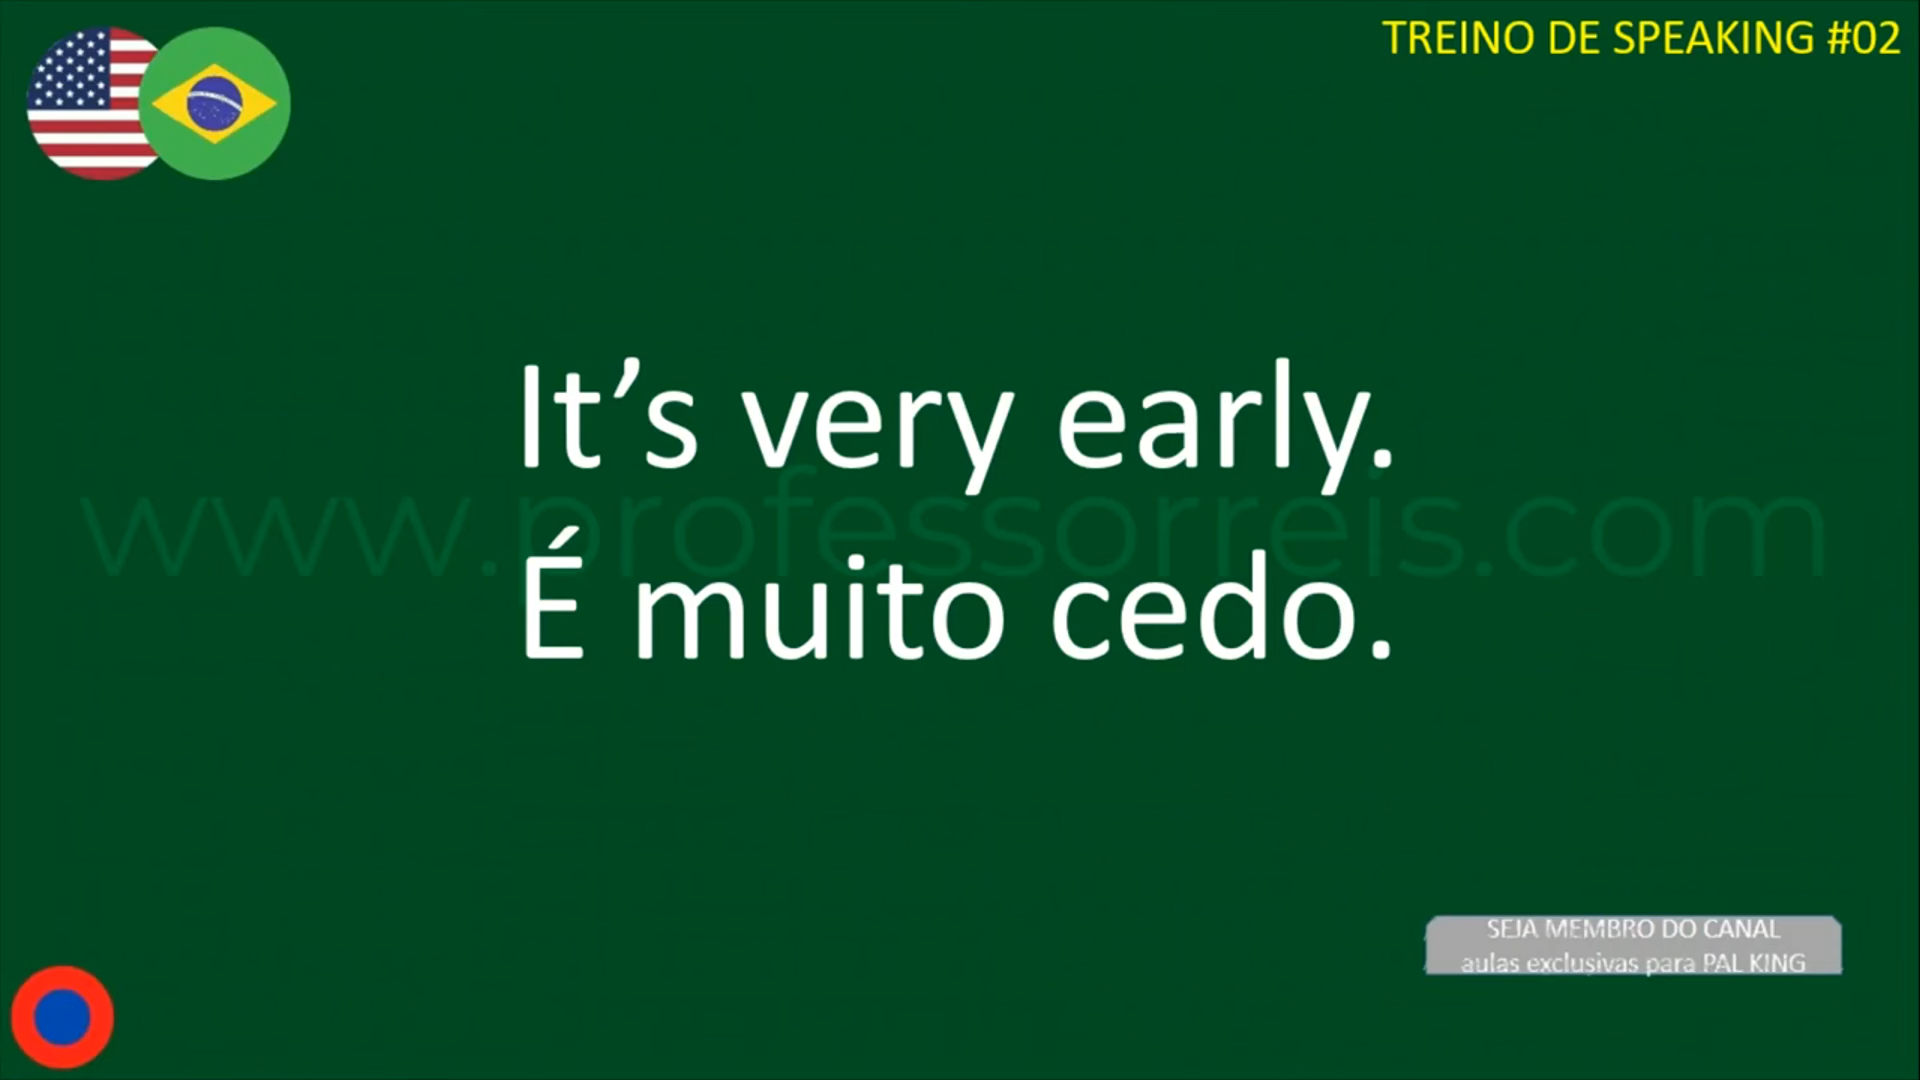 TREINO DE SPEAKING #02
It’s very early.
www.professorreis.com
É muito cedo.
SEJA MEMBRO DO CANAL
aulas exclusivas para PAL KING